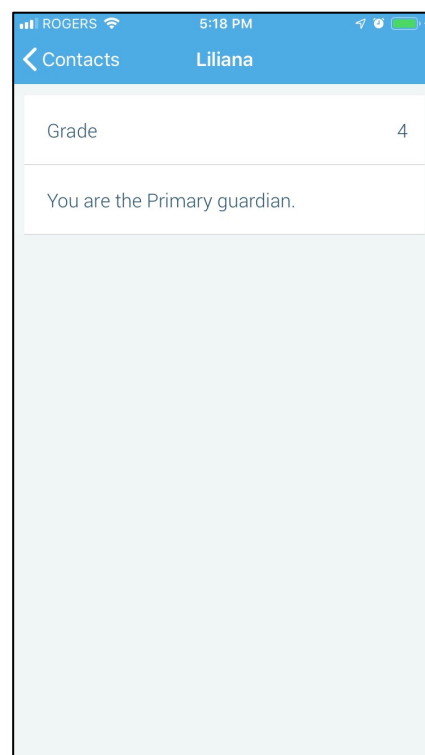 ROGERS 5:18 PM
Contacts Liliana
Grade 4
You are the Primary guardian.